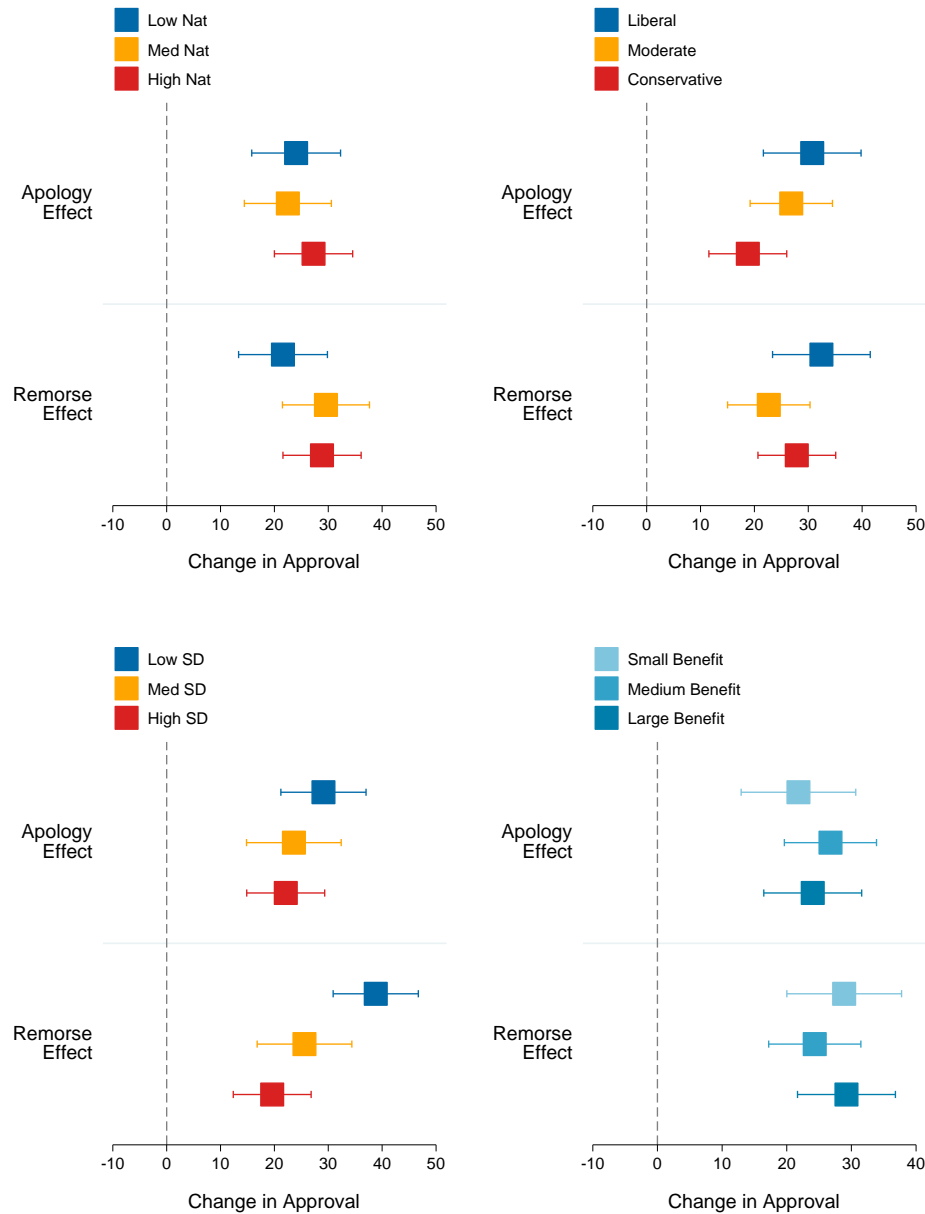 Low Nat
Med Nat
High Nat
Apology
Effect
Remorse
Effect
-10 0 10 20 30 40 50
Change in Approval
Liberal
Moderate
Conservative
Apology
Effect
Remorse
Effect
-10 0 10 20 30 40 50
Change in Approval
Low SD
Med SD
High SD
Apology
Effect
Remorse
Effect
-10 0 10 20 30 40 50
Change in Approval
Small Benefit
Medium Benefit
Large Benefit
Apology
Effect
Remorse
Effect
-10 0 10 20 30 40
Change in Approval